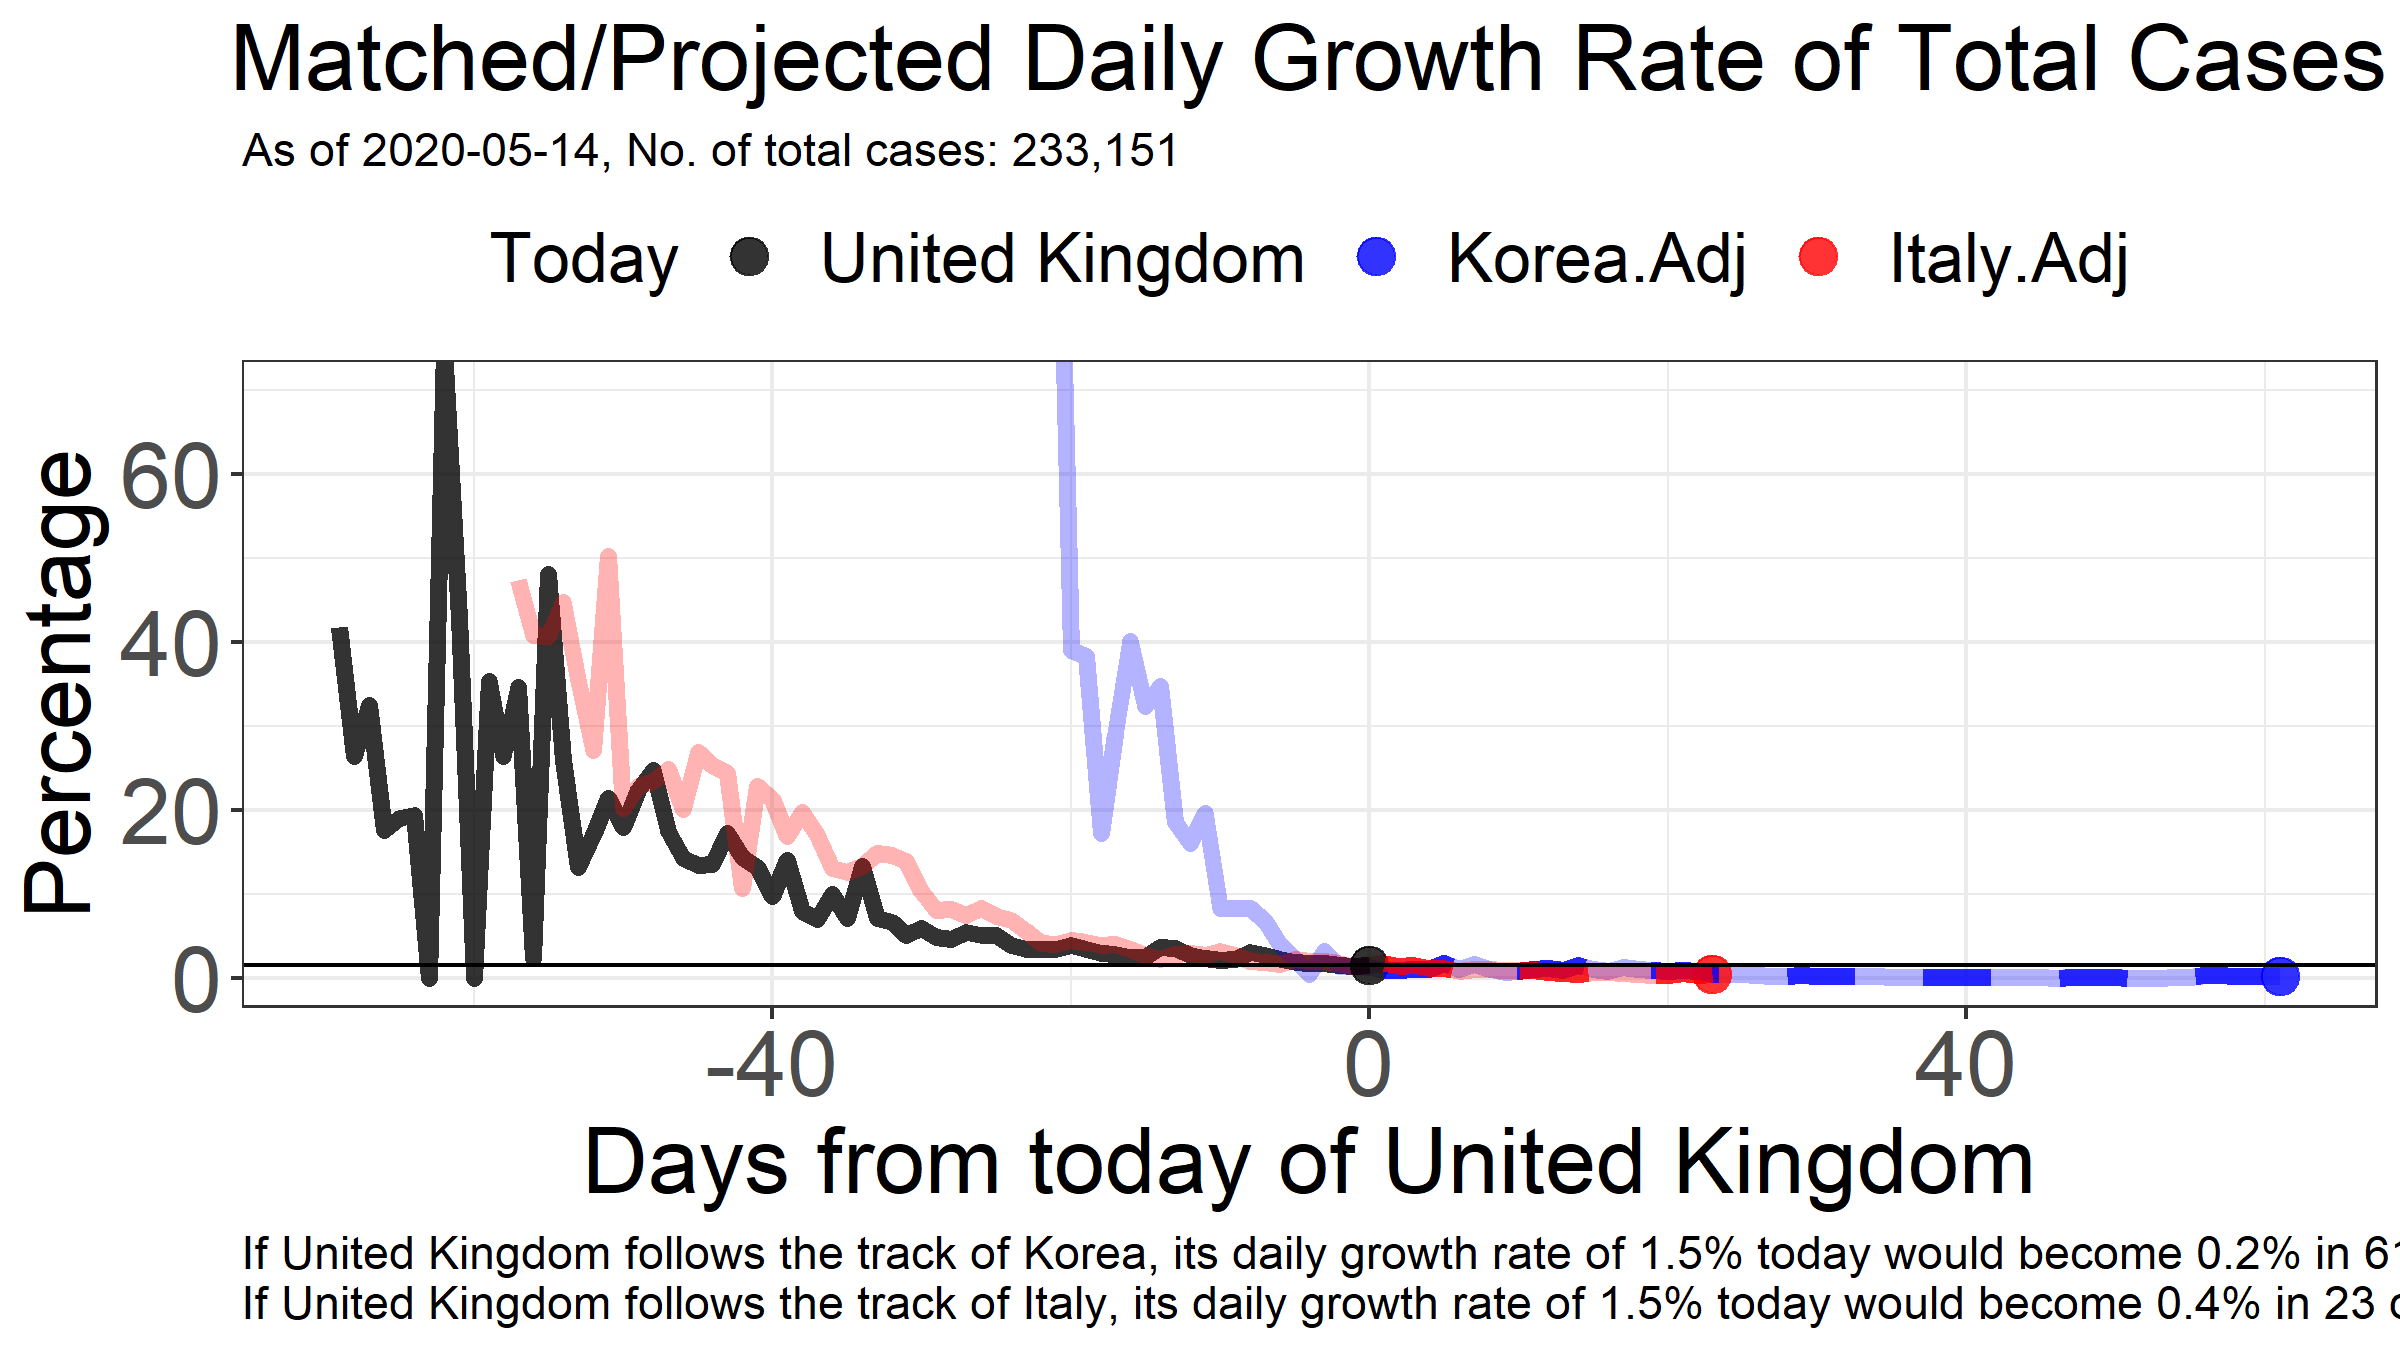 Matched/Projected Daily Growth Rate of Total Cases
As of 2020-05-14, No. of total cases: 233,151
Today United Kingdom Korea.Adj Italy.Adj
Percentage
60
40
20
0
-40 0 40
Days from today of United Kingdom
If United Kingdom follows the track of Korea, its daily growth rate of 1.5% today would become 0.2% in 61
If United Kingdom follows the track of Italy, its daily growth rate of 1.5% today would become 0.4% in 23